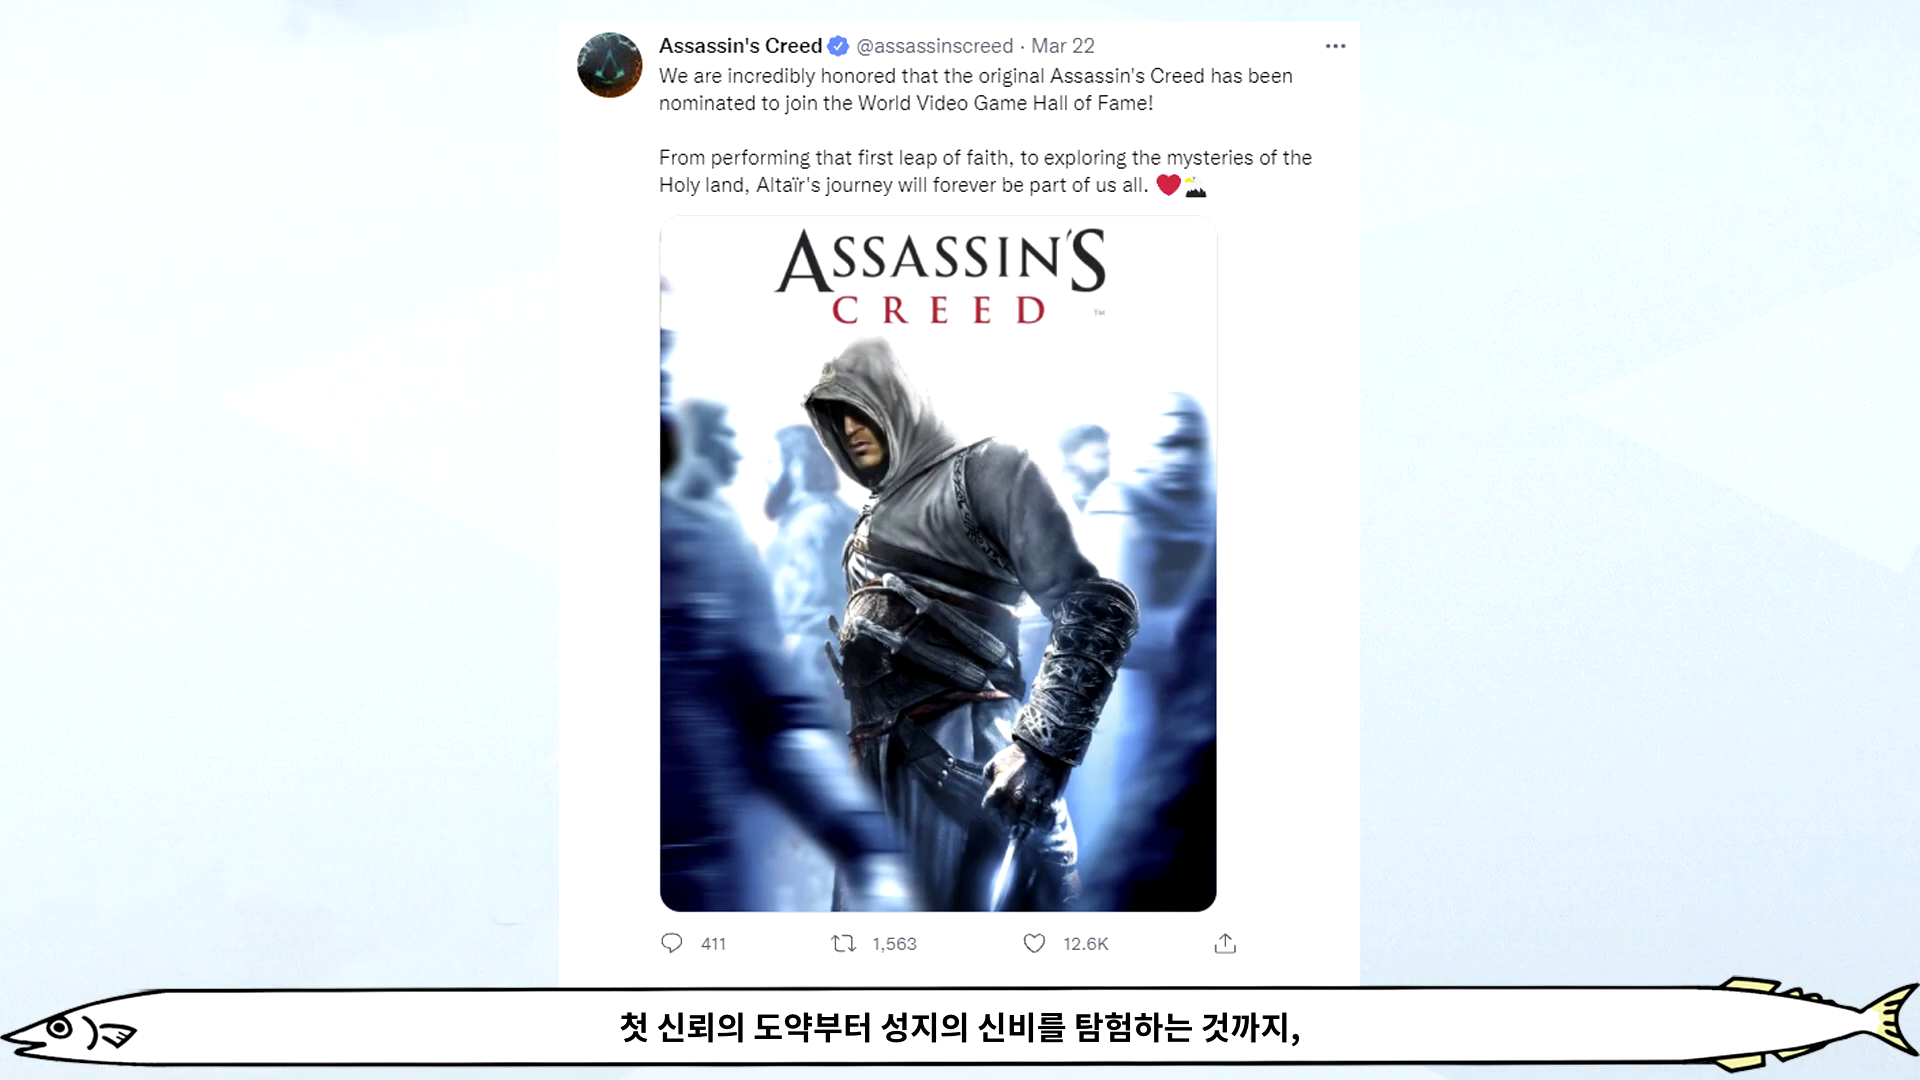 Assassin's Creed @assassinscreed · Mar 22
We are incredibly honored that the original Assassin's Creed has been
nominated to join the World Video Game Hall of Fame!
From performing that first leap of faith, to exploring the mysteries of the
Holy land, Altaïr's journey will forever be part of us all. ❤️
ASSASSIN'S
CREED
TM
411 1,563 12.6K
첫 신뢰의 도약부터 성지의 신비를 탐험하는 것까지,